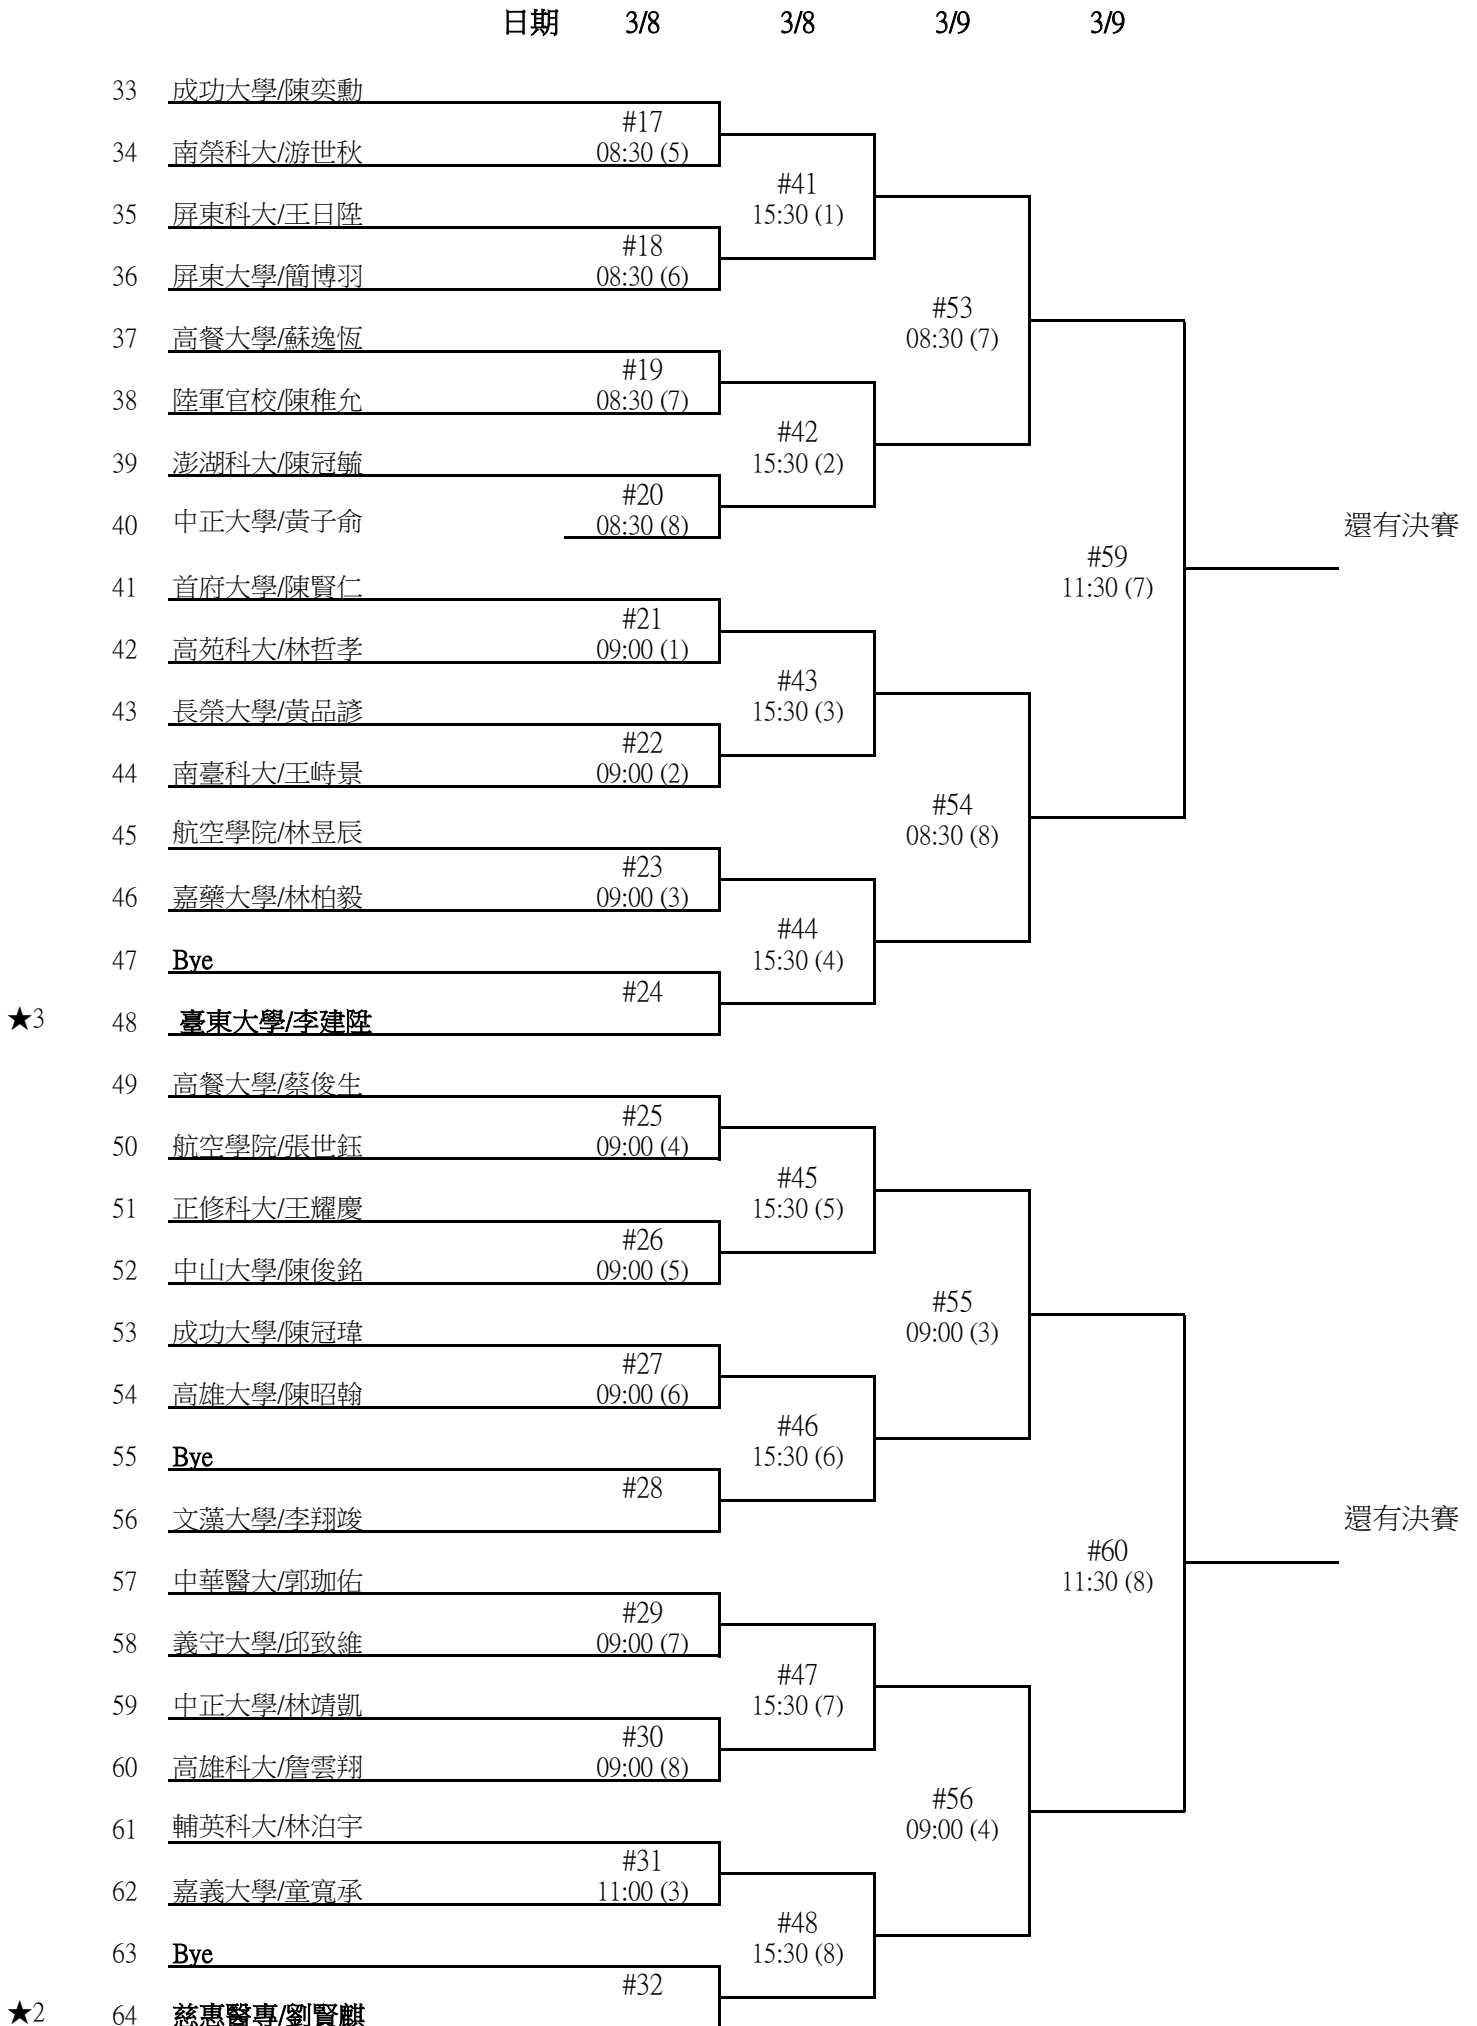 日期 3/8 3/8 3/9 3/9
33 成功大學/陳奕勳
#17
34 南榮科大/游世秋 08:30 (5)
#41
35 屏東科大/王日陞 15:30 (1)
#18
36 屏東大學/簡博羽 08:30 (6)
#53
37 高餐大學/蘇逸恆 08:30 (7)
#19
38 陸軍官校/陳稚允 08:30 (7)
#42
39 澎湖科大/陳冠毓 15:30 (2)
#20
40 中正大學/黃子俞 08:30 (8) 還有決賽
#59
41 首府大學/陳賢仁 11:30 (7)
#21
42 高苑科大/林哲孝 09:00 (1)
#43
43 長榮大學/黃品諺 15:30 (3)
#22
44 南臺科大/王峙景 09:00 (2)
#54
45 航空學院/林昱辰 08:30 (8)
#23
46 嘉藥大學/林柏毅 09:00 (3)
#44
47 Bye 15:30 (4)
#24
★3 48 臺東大學/李建陞
49 高餐大學/蔡俊生
#25
50 航空學院/張世鈺 09:00 (4)
#45
51 正修科大/王耀慶 15:30 (5)
#26
52 中山大學/陳俊銘 09:00 (5)
#55
53 成功大學/陳冠瑋 09:00 (3)
#27
54 高雄大學/陳昭翰 09:00 (6)
#46
55 Bye 15:30 (6)
#28
56 文藻大學/李翔竣 還有決賽
#60
57 中華醫大/郭珈佑 11:30 (8)
#29
58 義守大學/邱致維 09:00 (7)
#47
59 中正大學/林靖凱 15:30 (7)
#30
60 高雄科大/詹雲翔 09:00 (8)
#56
61 輔英科大/林泊宇 09:00 (4)
#31
62 嘉義大學/童寬承 11:00 (3)
#48
63 Bye 15:30 (8)
#32
★2 64 慈惠醫專/劉賢麒